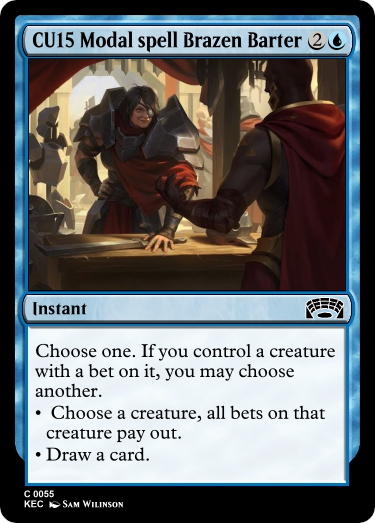 CU15 Modal spell Brazen Barter 2
Instant
Choose one. If you control a creature
with a bet on it, you may choose
another.
• Choose a creature, all bets on that
creature pay out.
• Draw a card.
C 0055
KEC Sam Wilinson